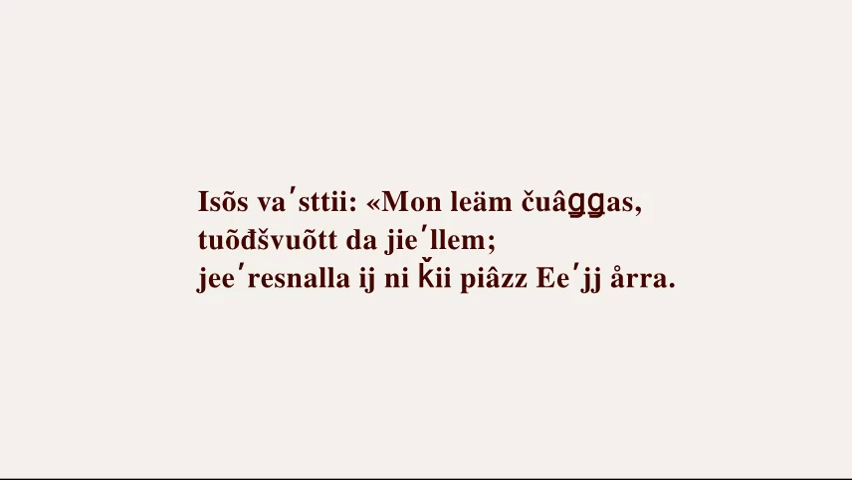 Isõs vaʹsttii: «Mon leäm čuâǥǥas,
tuõđšvuõtt da jieʹllem;
jeeʹresnalla ij ni ǩii piâzz Eeʹjj årra.